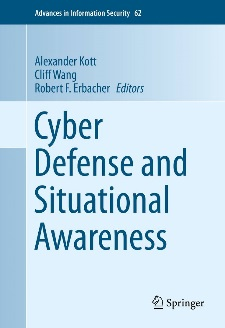 Advances in Information Security 62
Alexander Kott
Cliff Wang
Robert F. Erbacher Editors
Cyber
Defense and
Situational
Awareness
Springer